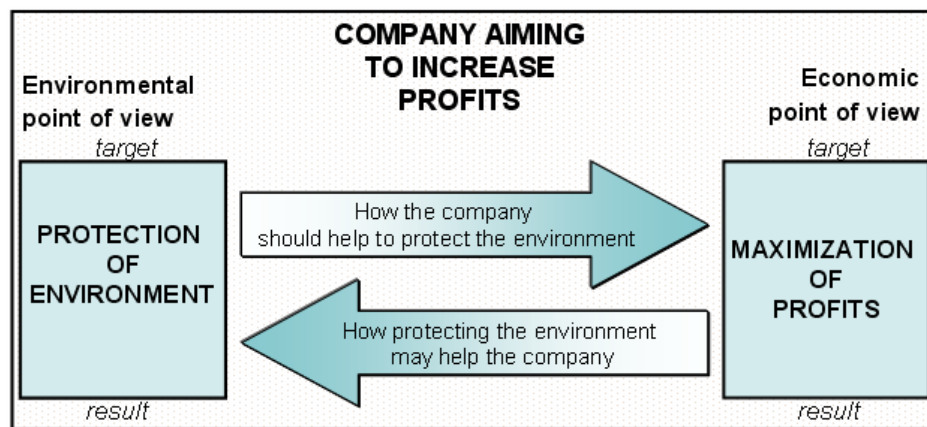 COMPANY AIMING
TO INCREASE
PROFITS
Environmental
point of view
target
PROTECTION
OF
ENVIRONMENT
result
How the company
should help to protect the environment
How protecting the environment
may help the company
Economic
point of view
target
MAXIMIZATION
OF
PROFITS
result